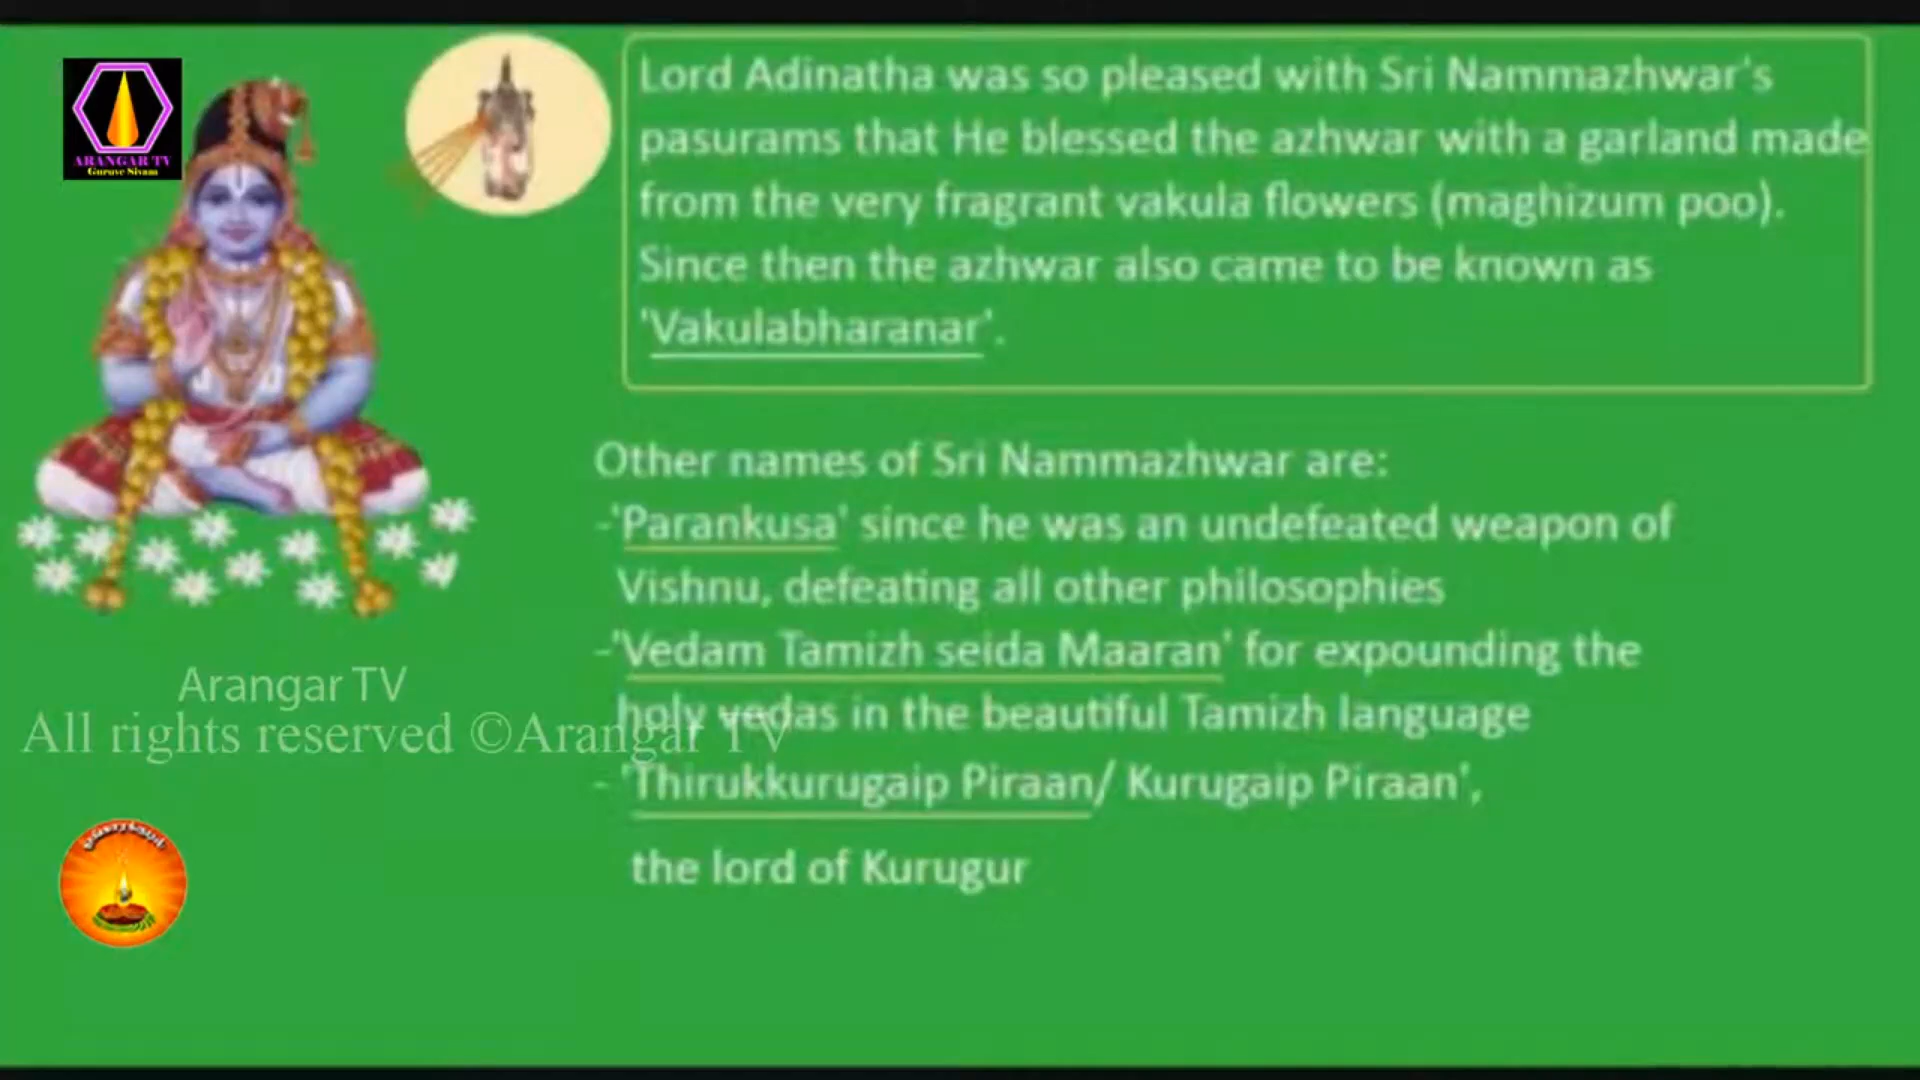 ARANGAR TV
Guruve Sivam
Lord Adinatha was so pleased with Sri Nammazhwar's
pasurams that He blessed the azhwar with a garland made
from the very fragrant vakula flowers (maghizum poo).
Since then the azhwar also came to be known as
'Vakulabharanar'.
Other names of Sri Nammazhwar are:
-'Parankusa' since he was an undefeated weapon of
Vishnu, defeating all other philosophies
-'Vedam Tamizh seida Maaran' for expounding the
holy vedas in the beautiful Tamizh language
- 'Thirukkurugaip Piraan/ Kurugaip Piraan',
the lord of Kurugur
Arangar TV
All rights reserved ©Arangar TV